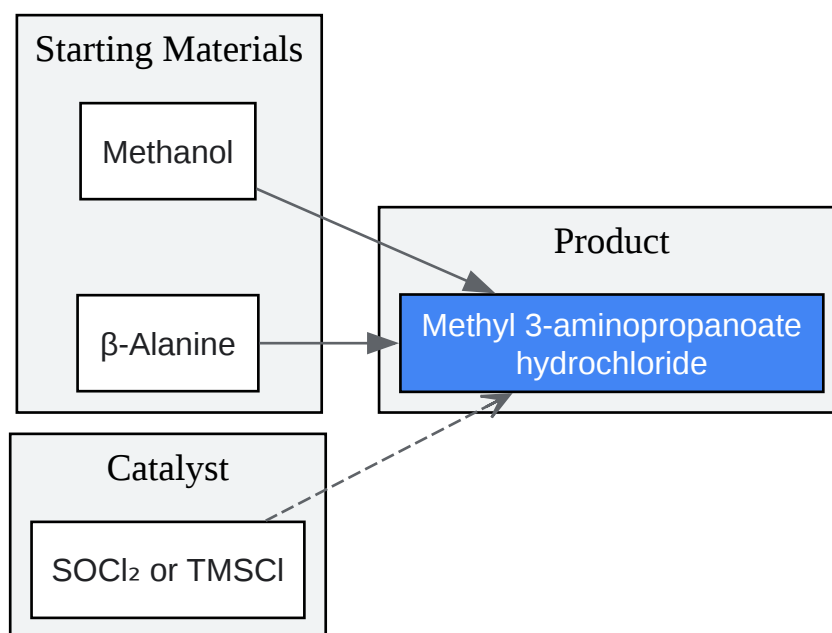 Starting Materials
Methanol
β-Alanine
Product
Methyl 3-aminopropanoate
hydrochloride
Catalyst
SOCl₂ or TMSCl